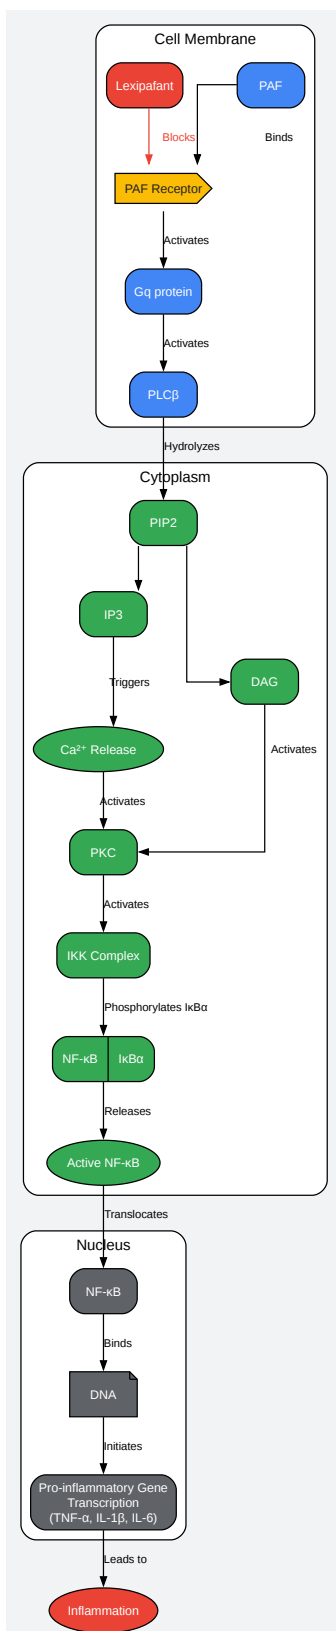 Cell Membrane
Lexipafant
PAF
Blocks
Binds
PAF Receptor
Activates
Gq protein
Activates
PLCβ
Hydrolyzes
Cytoplasm
PIP2
IP3
Triggers
DAG
Ca²⁺ Release
Activates
Activates
PKC
Activates
IKK Complex
Phosphorylates IκBα
NF-κB
IκBα
Releases
Active NF-κB
Translocates
Nucleus
NF-κB
Binds
DNA
Initiates
Pro-inflammatory Gene
Transcription
(TNF-α, IL-1β, IL-6)
Leads to
Inflammation